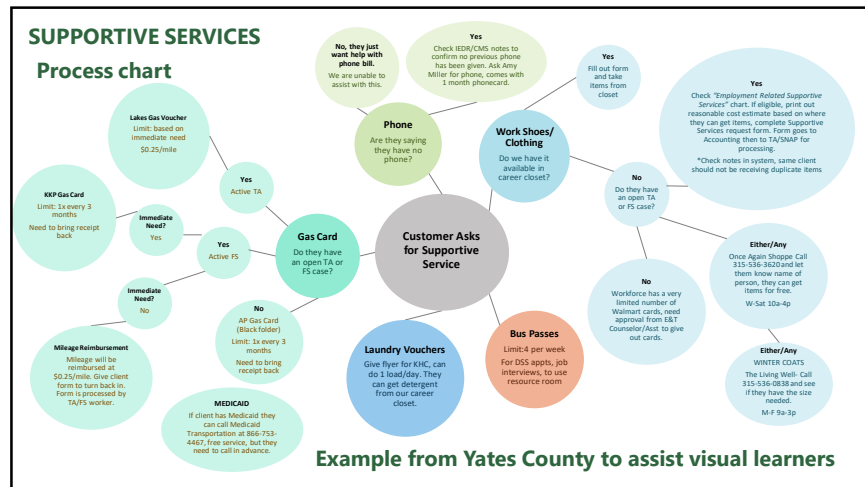 SUPPORTIVE SERVICES
Process chart
No, they just
want help with
phone bill.
We are unable to
assist with this.
Yes
Check IEDR/CMS notes to
confirm no previous phone
has been given. Ask Amy
Miller for phone, comes with
1 month phonecard.
Phone
Are they saying
they have no
phone?
Yes
Fill out form
and take
items from
closet
Work Shoes/
Clothing
Do we have it
available in
career closet?
Yes
Check “Employment Related Supportive
Services” chart. If eligible, print out
reasonable cost estimate based on where
they can get items, complete Supportive
Services request form. Form goes to
Accounting then to TA/SNAP for
processing.
*Check notes in system, same client
should not be receiving duplicate items
No
Do they have
an open TA
or FS case?
Either/Any
Once Again Shoppe Call
315-536-3620 and let
them know name of
person, they can get
items for free.
W-Sat 10a-4p
Either/Any
WINTER COATS
The Living Well- Call
315-536-0838 and see
if they have the size
needed.
M-F 9a-3p
No
Workforce has a very
limited number of
Walmart cards, need
approval from E&T
Counselor/Asst to give
out cards.
Customer Asks
for Supportive
Service
Gas Card
Do they have
an open TA or
FS case?
Yes
Active TA
Lakes Gas Voucher
Limit: based on
immediate need
$0.25/mile
Yes
Active FS
Immediate
Need?
Yes
KKP Gas Card
Limit: 1x every 3
months
Need to bring receipt
back
Immediate
Need?
No
Mileage Reimbursement
Mileage will be
reimbursed at
$0.25/mile. Give client
form to turn back in.
Form is processed by
TA/FS worker.
No
AP Gas Card
(Black folder)
Limit: 1x every 3
months
Need to bring
receipt back
MEDICAID
If client has Medicaid they
can call Medicaid
Transportation at 866-753-
4467, free service, but they
need to call in advance.
Laundry Vouchers
Give flyer for KHC, can
do 1 load/day. They
can get detergent
from our career
closet.
Bus Passes
Limit:4 per week
For DSS appts, job
interviews, to use
resource room
Example from Yates County to assist visual learners